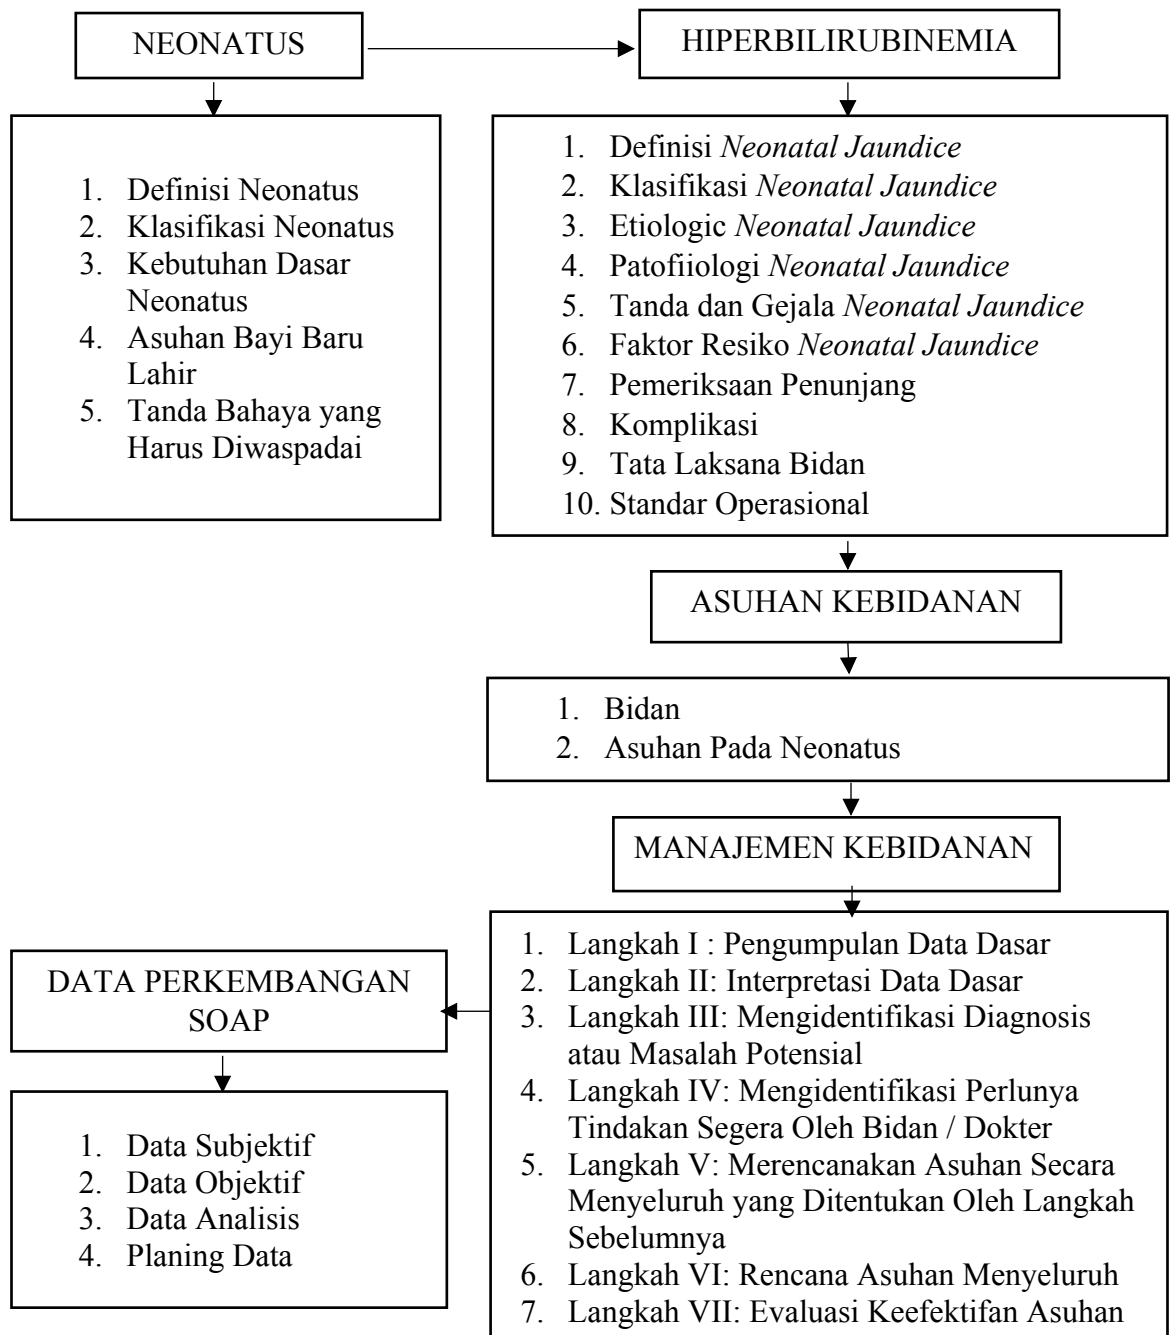 NEONATUS
HIPERBILIRUBINEMIA
1. Definisi Neonatus
2. Klasifikasi Neonatus
3. Kebutuhan Dasar
Neonatus
4. Asuhan Bayi Baru
Lahir
5. Tanda Bahaya yang
Harus Diwaspadai
1. Definisi Neonatal Jaundice
2. Klasifikasi Neonatal Jaundice
3. Etiologic Neonatal Jaundice
4. Patofiiologi Neonatal Jaundice
5. Tanda dan Gejala Neonatal Jaundice
6. Faktor Resiko Neonatal Jaundice
7. Pemeriksaan Penunjang
8. Komplikasi
9. Tata Laksana Bidan
10. Standar Operasional
ASUHAN KEBIDANAN
1. Bidan
2. Asuhan Pada Neonatus
MANAJEMEN KEBIDANAN
1. Langkah I : Pengumpulan Data Dasar
2. Langkah II: Interpretasi Data Dasar
3. Langkah III: Mengidentifikasi Diagnosis
atau Masalah Potensial
4. Langkah IV: Mengidentifikasi Perlunya
Tindakan Segera Oleh Bidan / Dokter
5. Langkah V: Merencanakan Asuhan Secara
Menyeluruh yang Ditentukan Oleh Langkah
Sebelumnya
6. Langkah VI: Rencana Asuhan Menyeluruh
7. Langkah VII: Evaluasi Keefektifan Asuhan
DATA PERKEMBANGAN
SOAP
1. Data Subjektif
2. Data Objektif
3. Data Analisis
4. Planing Data